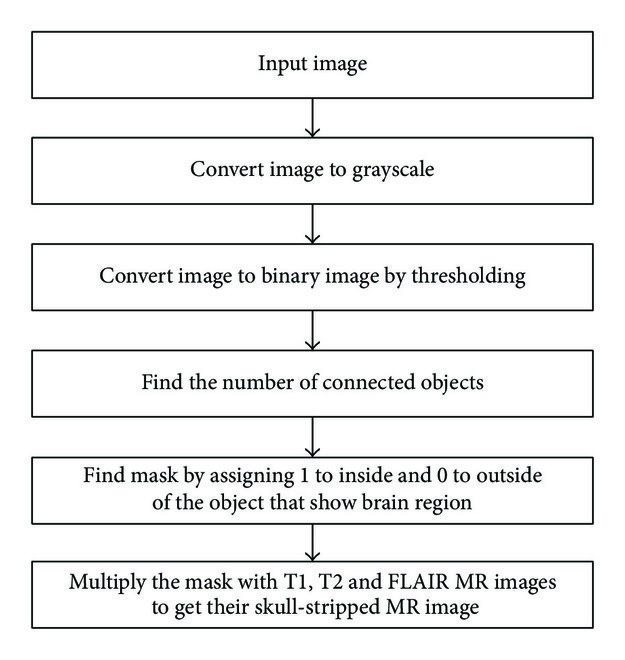 Input image
Convert image to grayscale
Convert image to binary image by thresholding
Find the number of connected objects
Find mask by assigning 1 to inside and 0 to outside
of the object that show brain region
Multiply the mask with T1, T2 and FLAIR MR images
to get their skull-stripped MR image